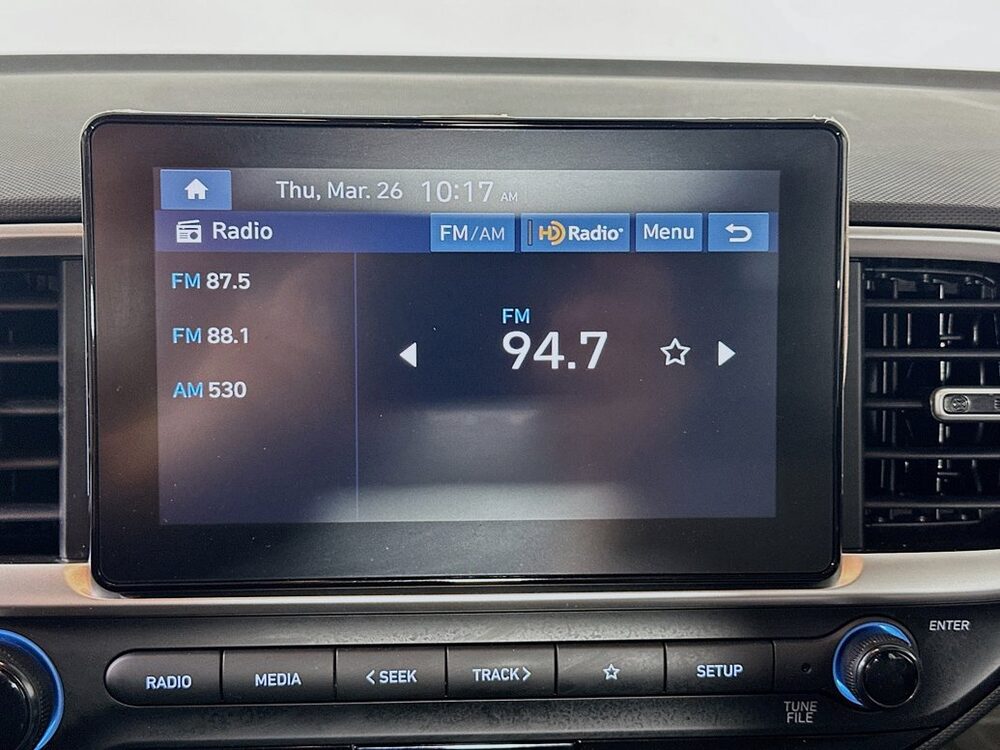 Thu, Mar. 26 10:17 AM
Radio FM/AM HD Radio Menu
FM 87.5
FM 88.1
AM 530
FM
94.7
ENTER
RADIO MEDIA <SEEK TRACK> SETUP
TUNE
FILE